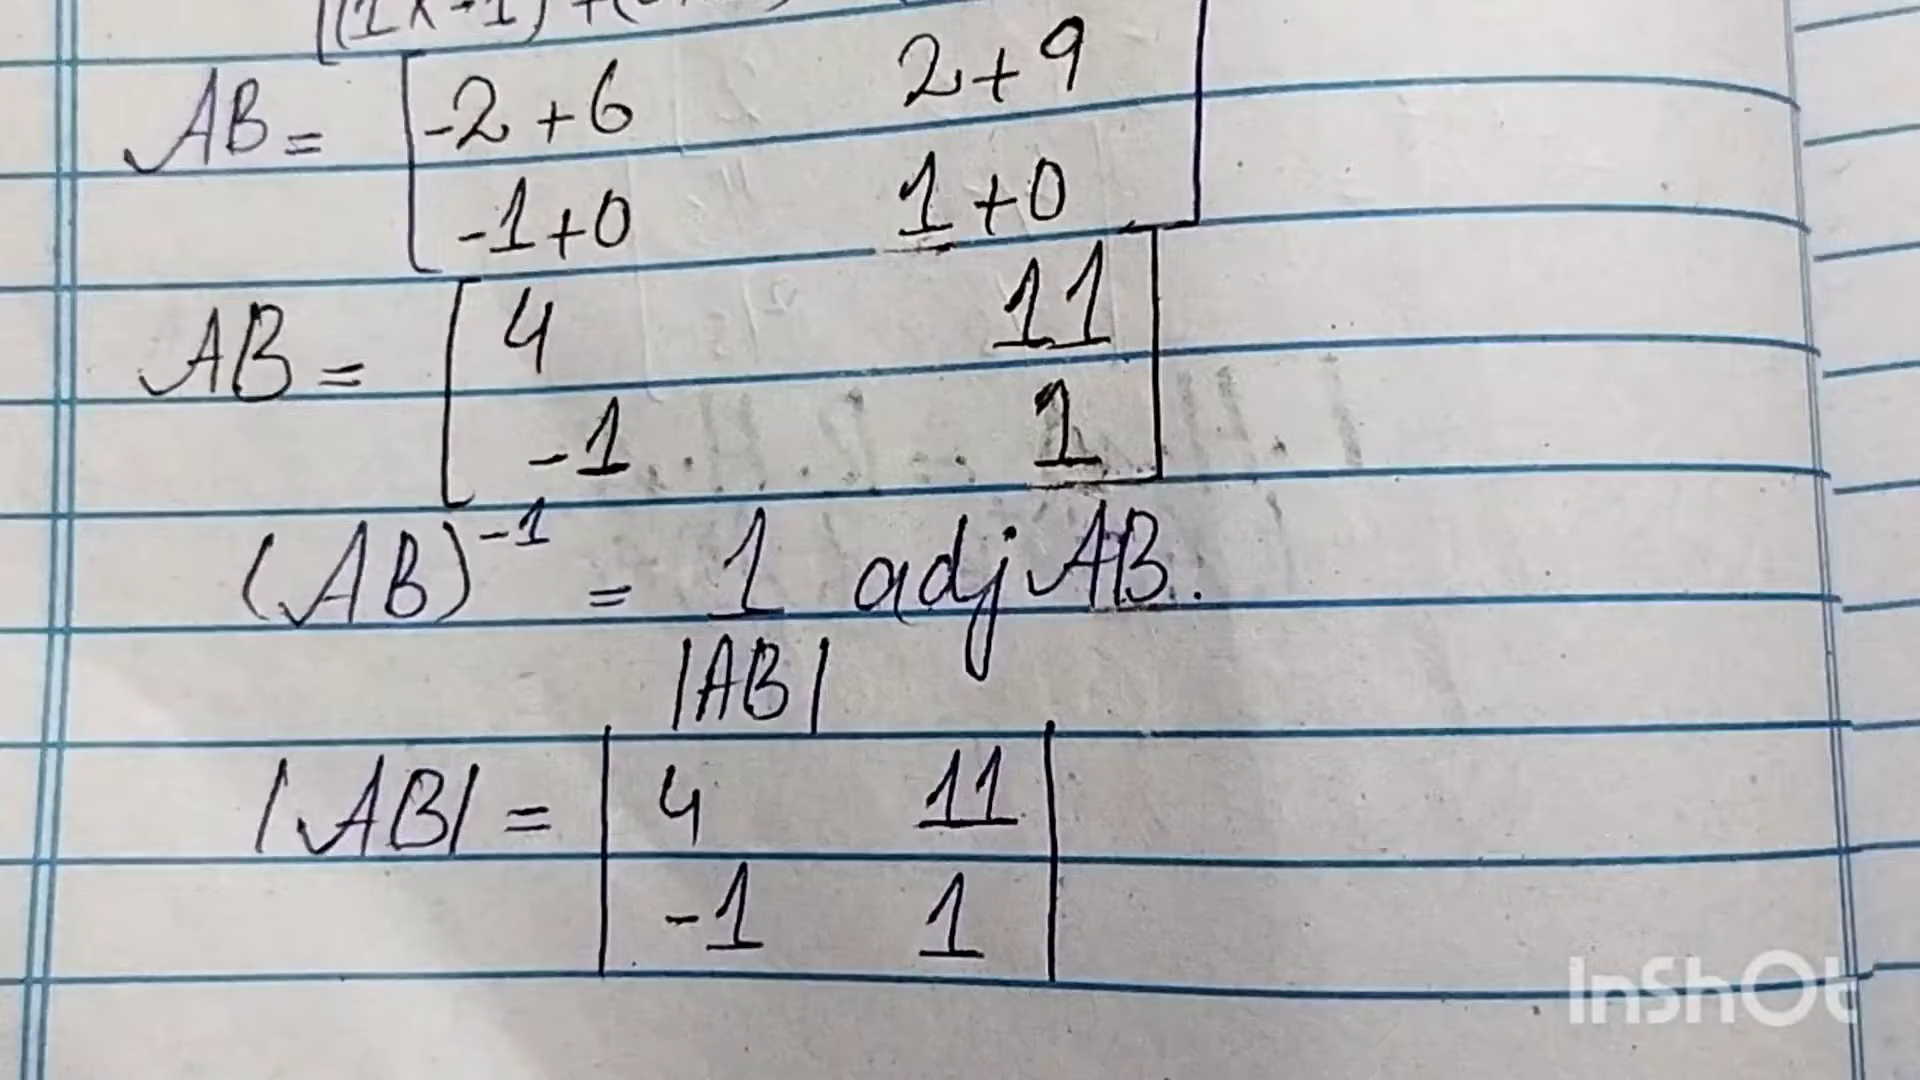 AB = [-2+6 2+9
-1+0 1+0]
AB = [4 11
-1 1]
(AB)⁻¹ = 1 adj AB.
|AB|
|AB| = |4 11|
|-1 1|
InShOt